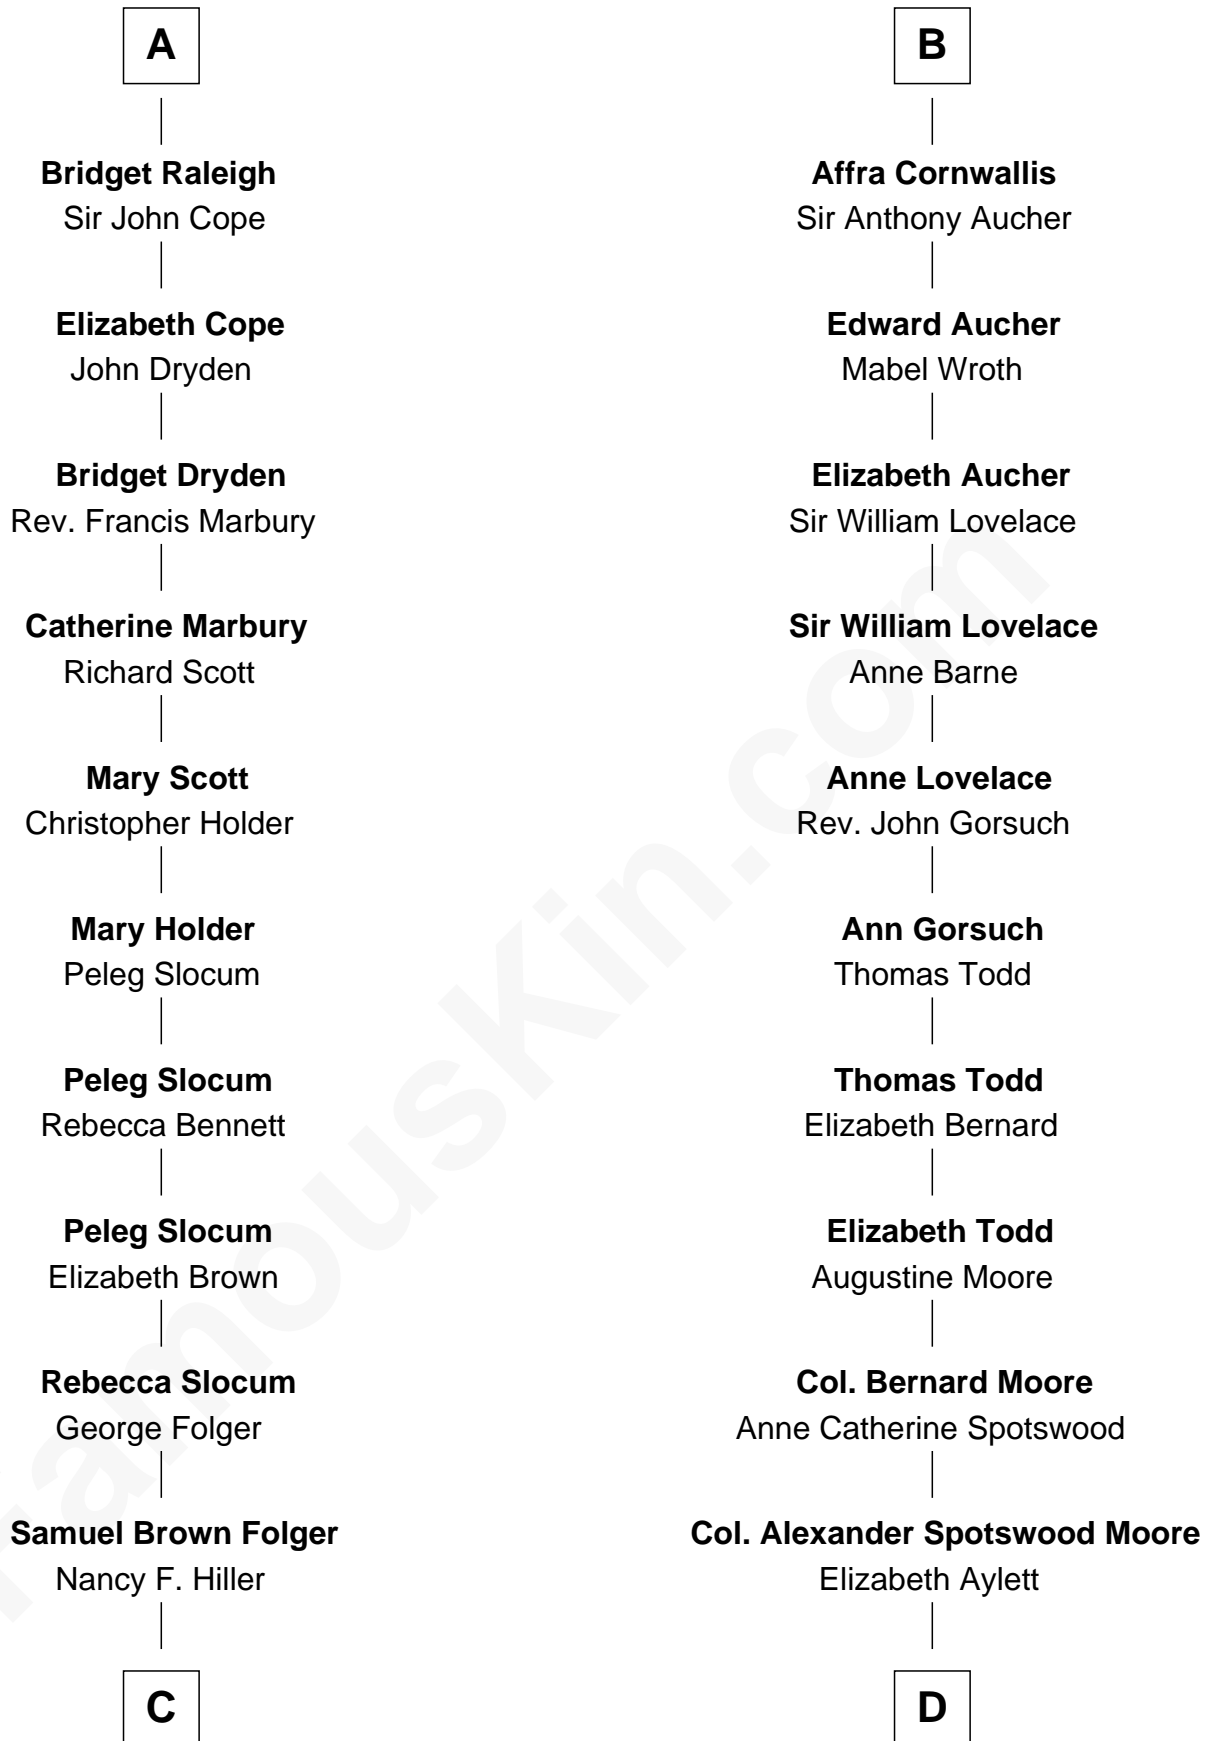 A
Bridget Raleigh
Sir John Cope
Elizabeth Cope
John Dryden
Bridget Dryden
Rev. Francis Marbury
Catherine Marbury
Richard Scott
Mary Scott
Christopher Holder
Mary Holder
Peleg Slocum
Peleg Slocum
Rebecca Bennett
Peleg Slocum
Elizabeth Brown
Rebecca Slocum
George Folger
Samuel Brown Folger
Nancy F. Hiller
C
B
Affra Cornwallis
Sir Anthony Aucher
Edward Aucher
Mabel Wroth
Elizabeth Aucher
Sir William Lovelace
Sir William Lovelace
Anne Barne
Anne Lovelace
Rev. John Gorsuch
Ann Gorsuch
Thomas Todd
Thomas Todd
Elizabeth Bernard
Elizabeth Todd
Augustine Moore
Col. Bernard Moore
Anne Catherine Spotswood
Col. Alexander Spotswood Moore
Elizabeth Aylett
D
FamousKin.com